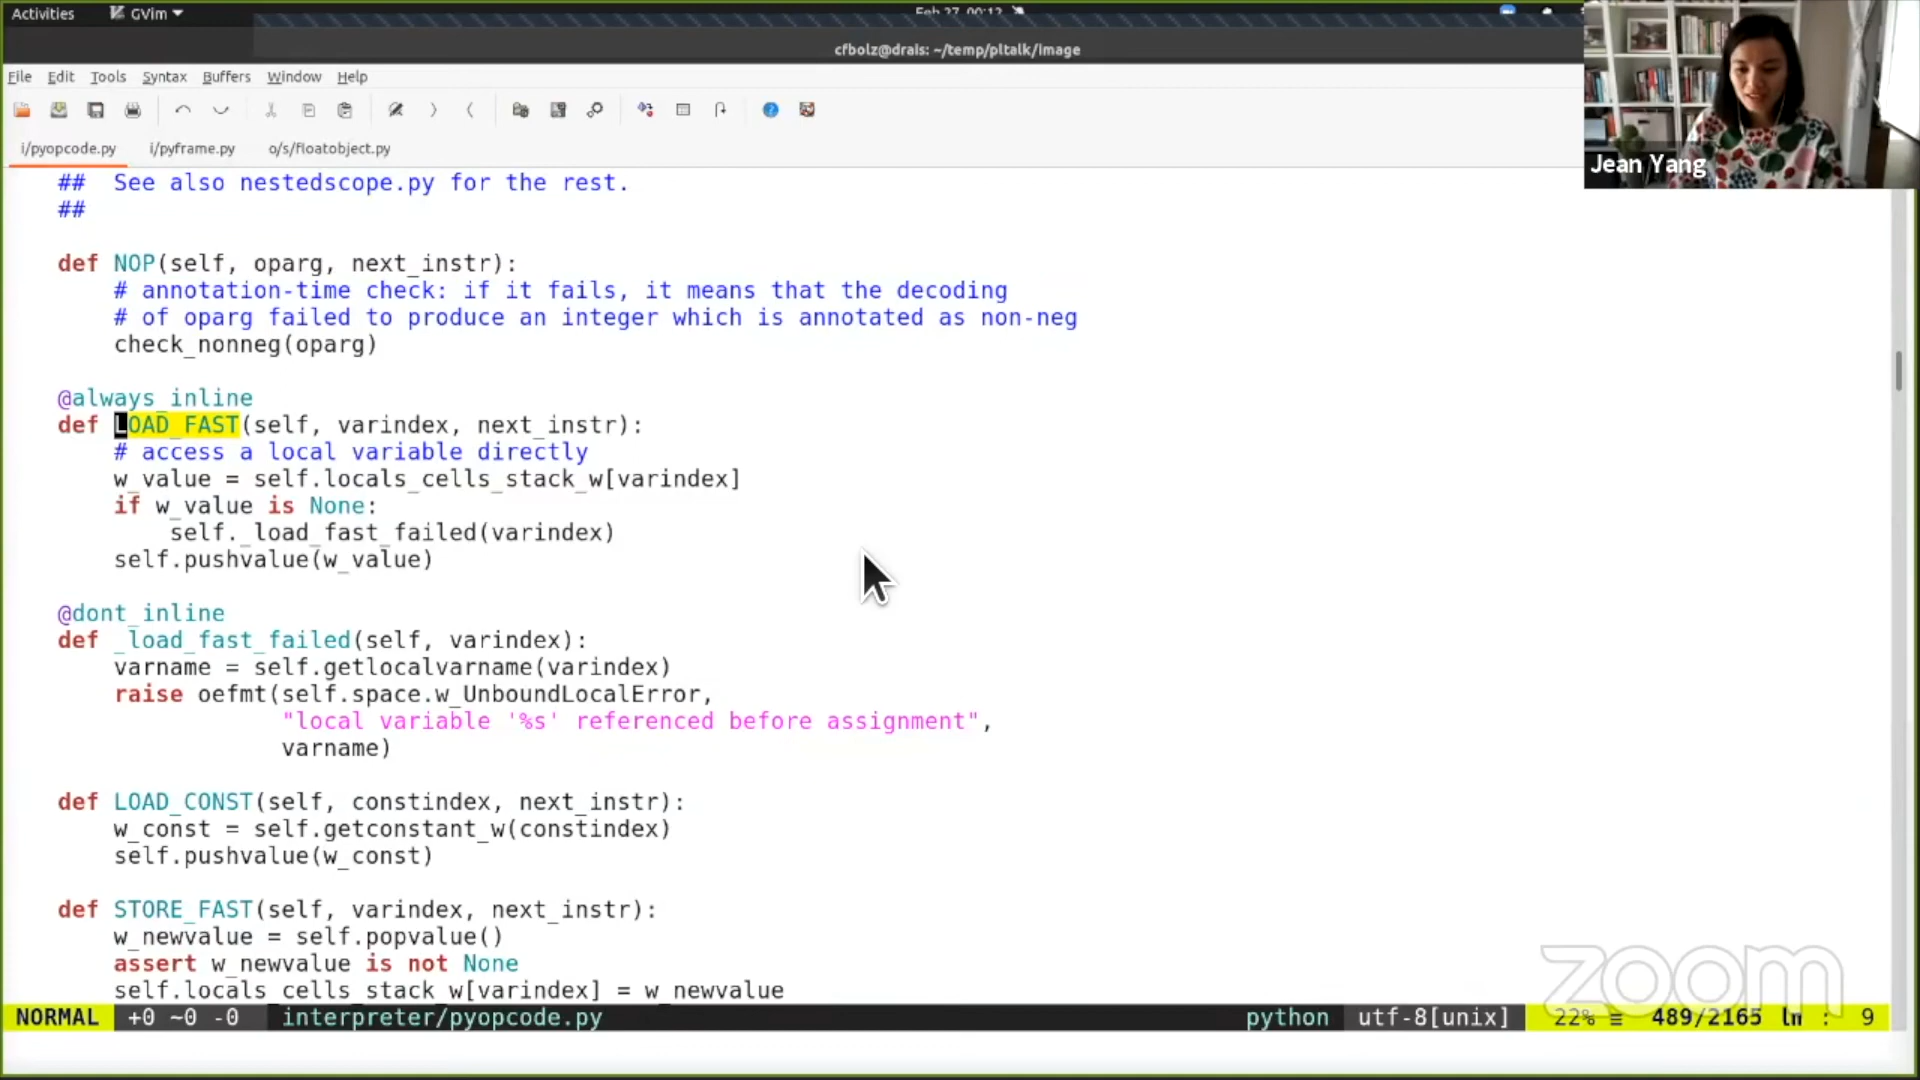 Activities GVim Feb 27, 00:12
cfbolz@drais: ~/temp/pltalk/image
File Edit Tools Syntax Buffers Window Help
i/pyopcode.py i/pyframe.py o/s/floatobject.py
Jean Yang
## See also nestedscope.py for the rest.
##
def NOP(self, oparg, next_instr):
# annotation-time check: if it fails, it means that the decoding
# of oparg failed to produce an integer which is annotated as non-neg
check_nonneg(oparg)
@always_inline
def LOAD_FAST(self, varindex, next_instr):
# access a local variable directly
w_value = self.locals_cells_stack_w[varindex]
if w_value is None:
self._load_fast_failed(varindex)
self.pushvalue(w_value)
@dont_inline
def _load_fast_failed(self, varindex):
varname = self.getlocalvarname(varindex)
raise oefmt(self.space.w_UnboundLocalError,
"local variable '%s' referenced before assignment",
varname)
def LOAD_CONST(self, constindex, next_instr):
w_const = self.getconstant_w(constindex)
self.pushvalue(w_const)
def STORE_FAST(self, varindex, next_instr):
w_newvalue = self.popvalue()
assert w_newvalue is not None
self.locals_cells_stack_w[varindex] = w_newvalue
zoom
NORMAL +0 ~0 -0 interpreter/pyopcode.py python utf-8[unix] 22% ≡ 489/2165 ln : 9